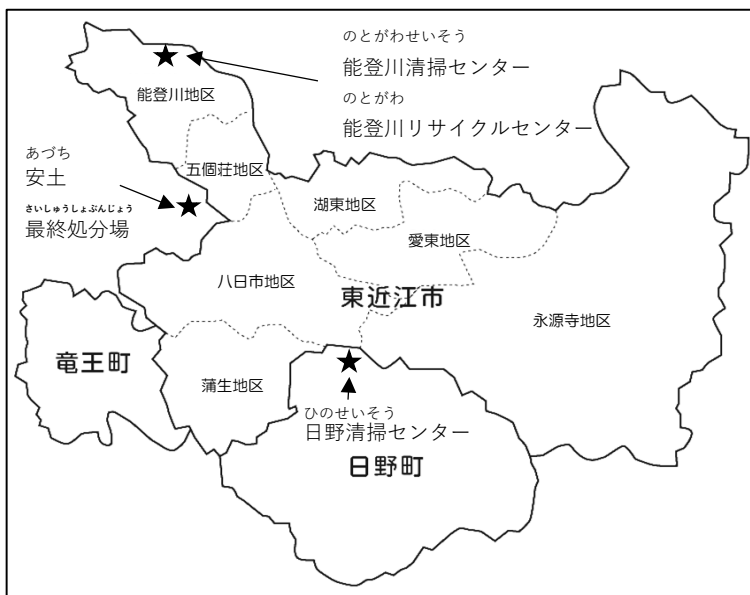 のとがわせいそう
能登川清掃センター
のとがわ
能登川リサイクルセンター
能登川地区
あづち
安土
さいしゅうしょぶんじょう
最終処分場
五個荘地区
湖東地区
愛東地区
八日市地区
東近江市
永源寺地区
竜王町
蒲生地区
ひのせいそう
日野清掃センター
日野町